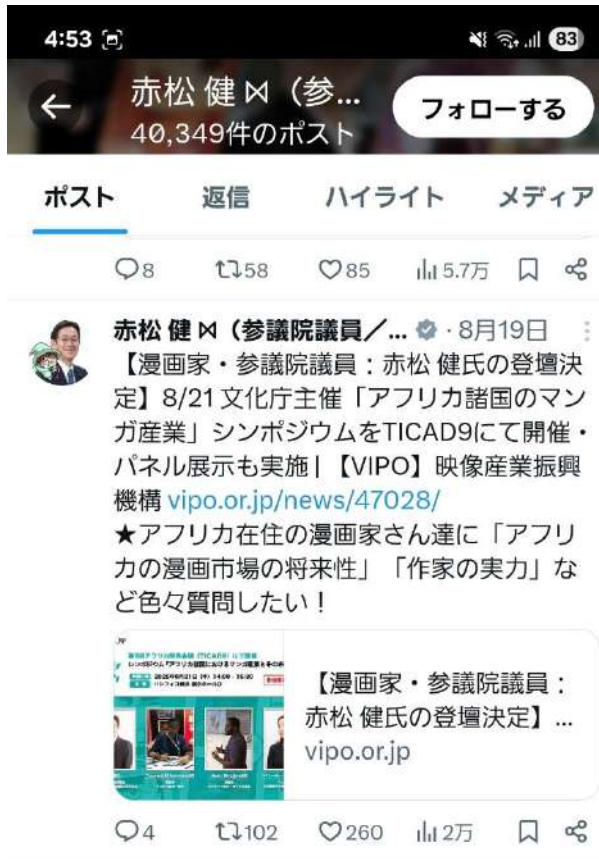 4:53
83
赤松 健 ⋈（参...
40,349件のポスト
フォローする
ポスト
返信
ハイライト
メディア
8
58
85
5.7万
赤松 健 ⋈（参議院議員／... · 8月19日
【漫画家・参議院議員：赤松 健氏の登壇決
定】8/21 文化庁主催「アフリカ諸国のマン
ガ産業」シンポジウムをTICAD9にて開催・
パネル展示も実施 | 【VIPO】映像産業振興
機構 vipo.or.jp/news/47028/
★アフリカ在住の漫画家さん達に「アフリ
カの漫画市場の将来性」「作家の実力」な
ど色々質問したい！
【漫画家・参議院議員：
赤松 健氏の登壇決定】...
vipo.or.jp
4
102
260
2万